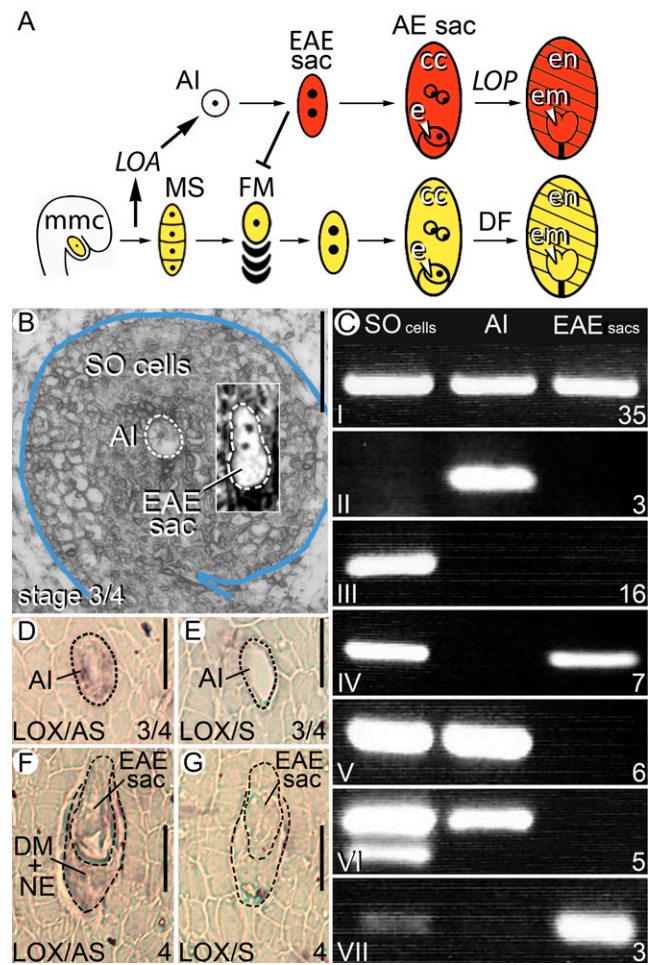 A
EAE sac
AE sac
AI
cc
e
LOP
en
em
LOA
MS
FM
mmc
cc
e
DF
en
em
B
SO cells
AI
EAE sac
stage 3/4
C SO cells AI EAE sacs
I 35
II 3
III 16
IV 7
V 6
VI 5
VII 3
D
AI
LOX/AS 3/4
E
AI
LOX/S 3/4
F
EAE sac
DM + NE
LOX/AS 4
G
EAE sac
LOX/S 4